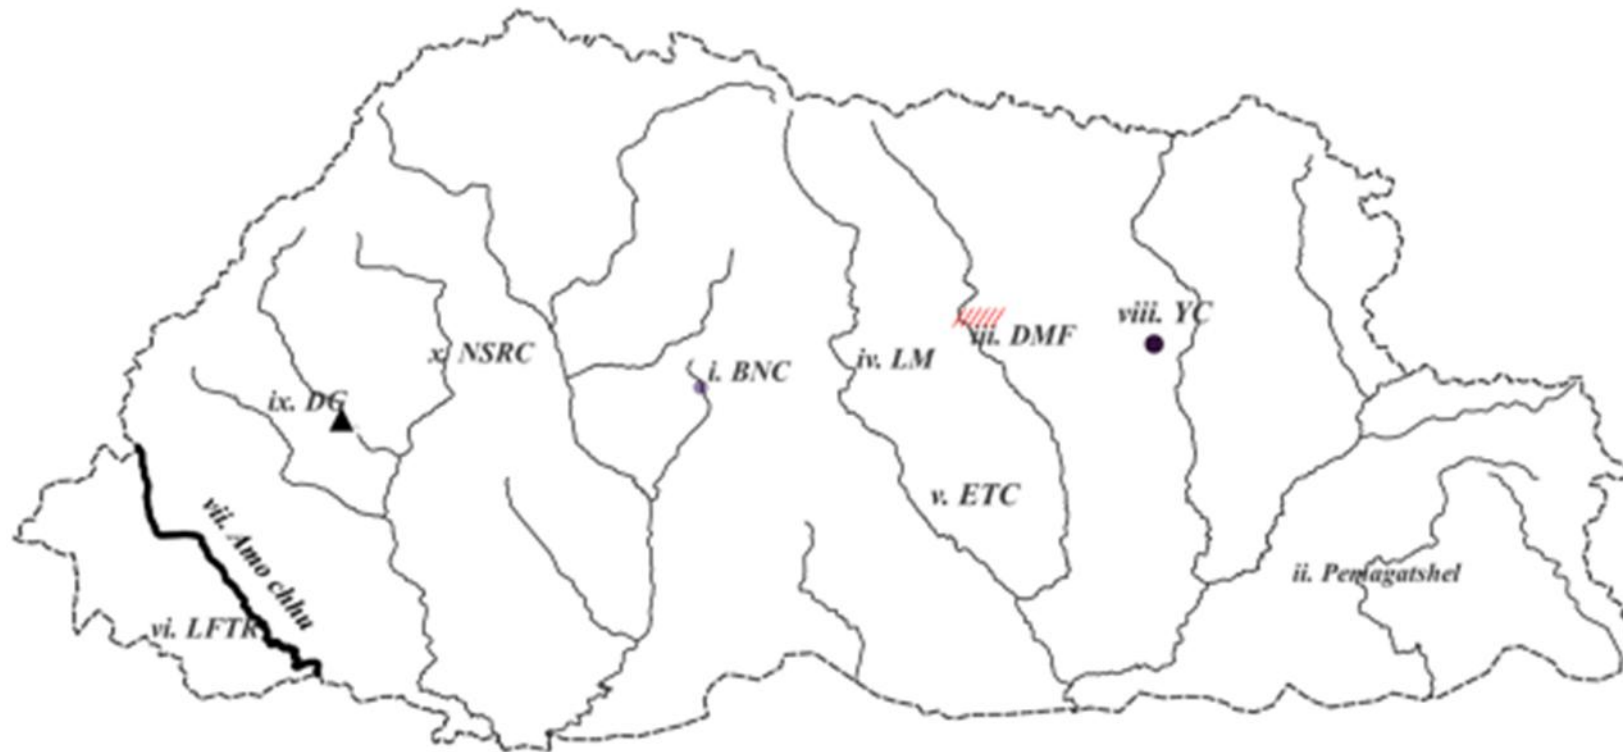 viii. YC
iii. DMF
x. NSRC
iv. LM
i. BNC
ix. DG
v. ETC
vii. Amo chhu
ii. Pemagatshel
vi. LFTR